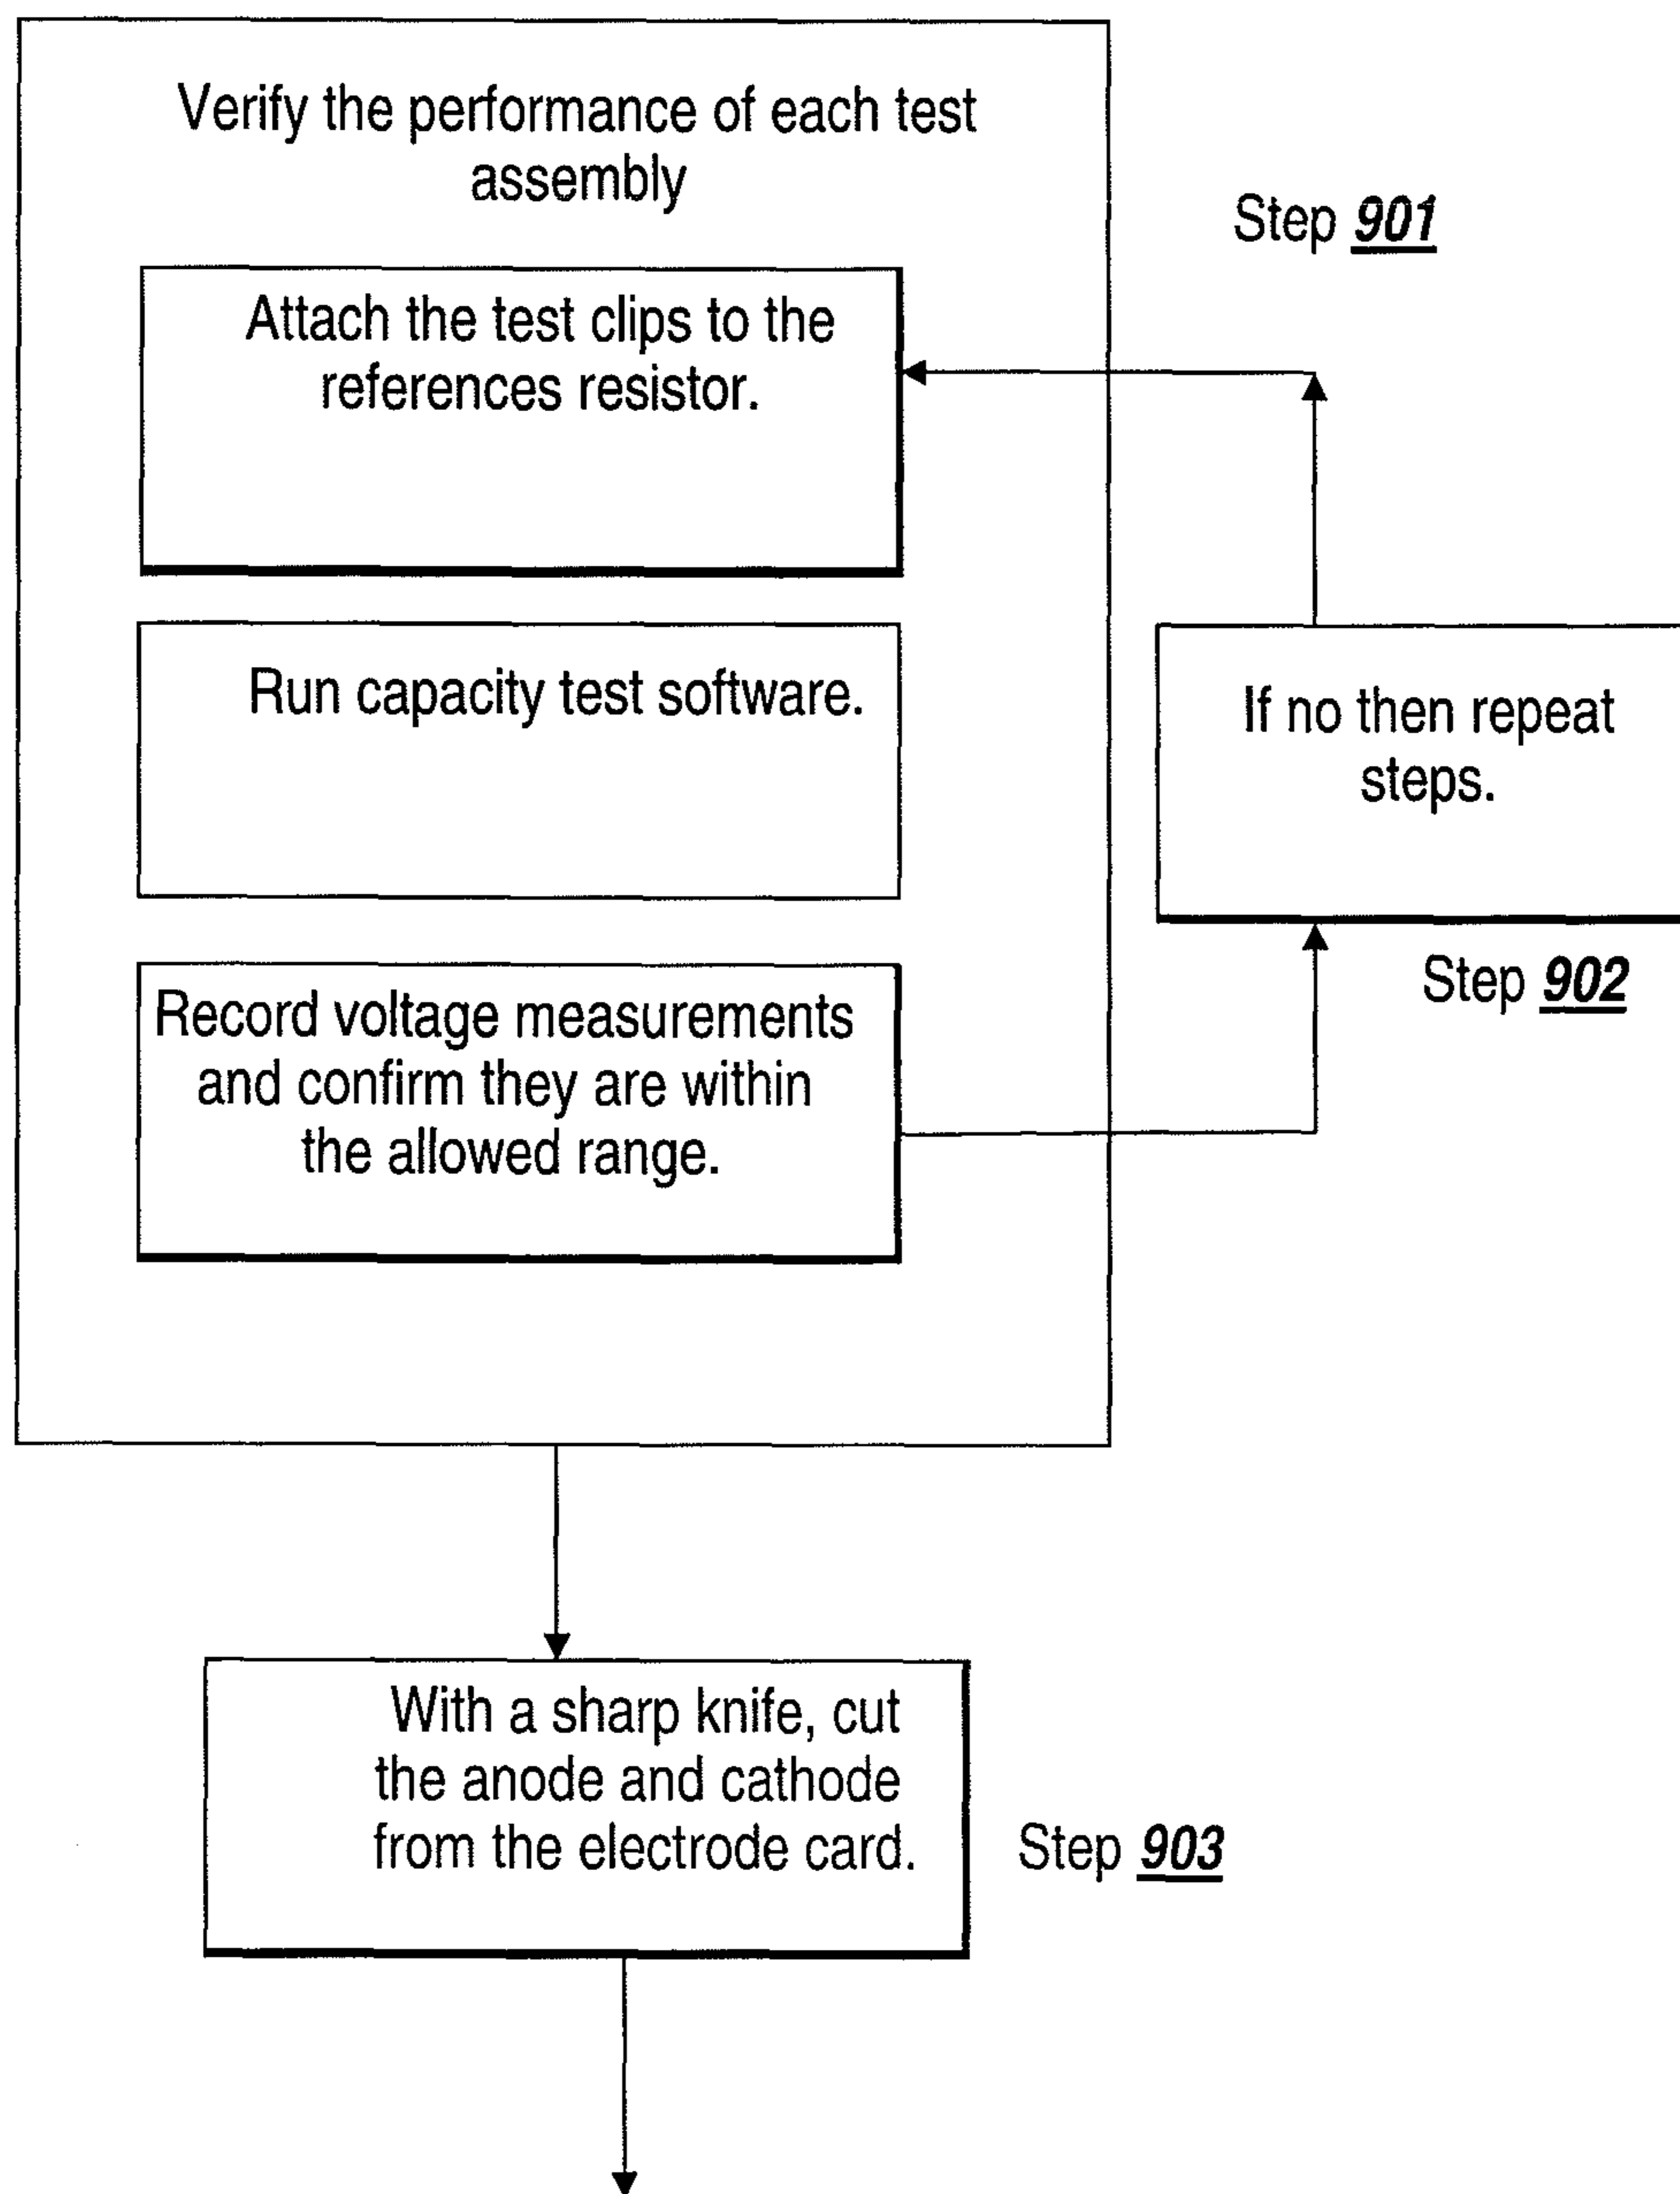 Verify the performance of each test
assembly
Step 901
Attach the test clips to the
references resistor.
Run capacity test software.
If no then repeat
steps.
Step 902
Record voltage measurements
and confirm they are within
the allowed range.
With a sharp knife, cut
the anode and cathode
from the electrode card.
Step 903